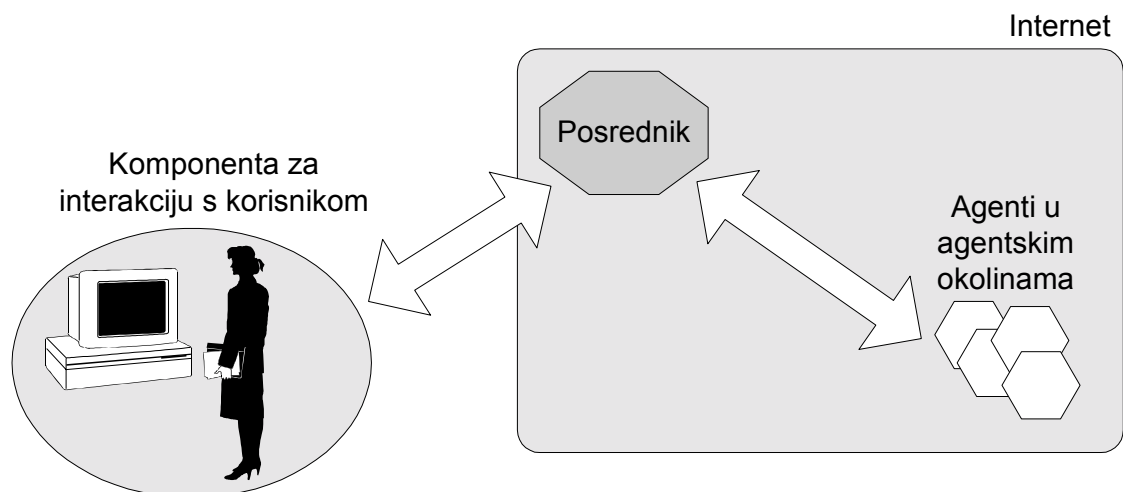 Internet
Posrednik
Komponenta za
interakciju s korisnikom
Agenti u
agentskim
okolinama